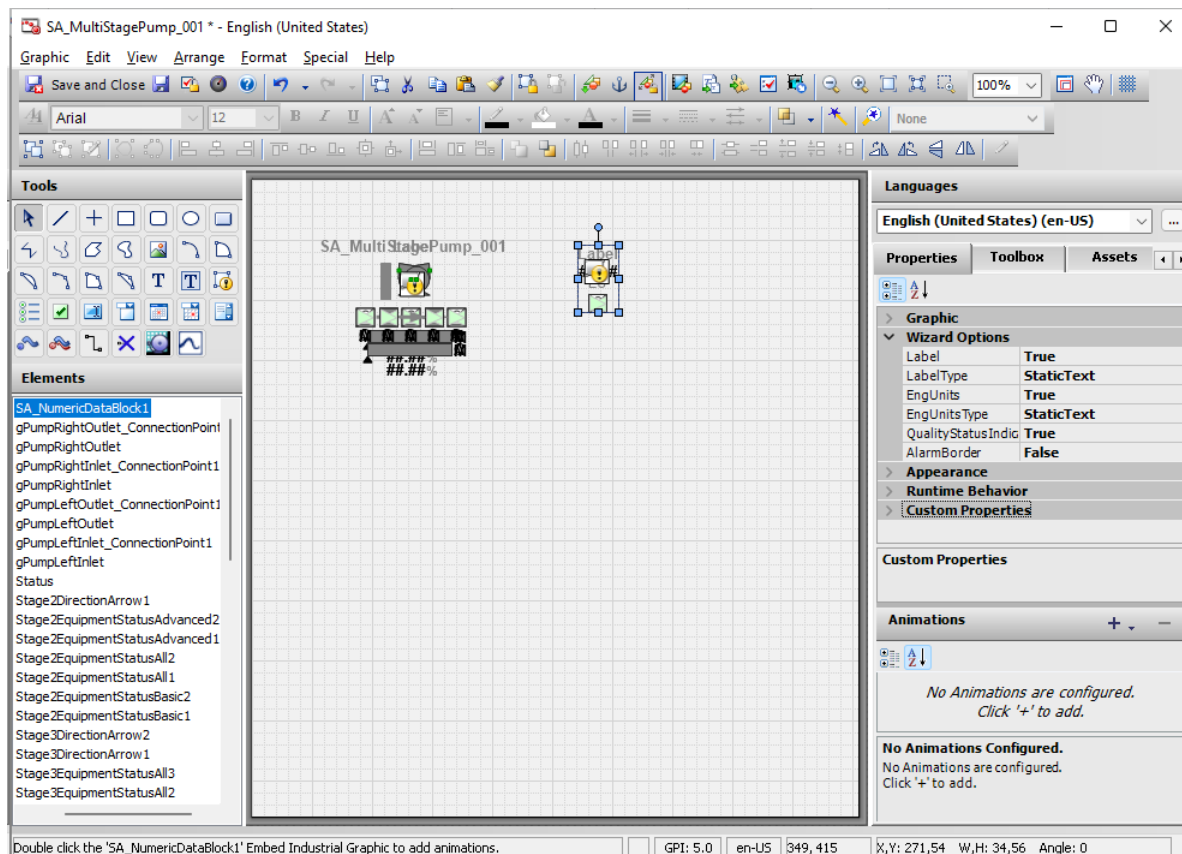 SA_MultiStagePump_001 * - English (United States)
Graphic Edit View Arrange Format Special Help
Save and Close 100%
Arial 12 B I U A A A None
Tools
T T
Elements
SA_NumericDataBlock1
gPumpRightOutlet_ConnectionPoint
gPumpRightOutlet
gPumpRightInlet_ConnectionPoint1
gPumpRightInlet
gPumpLeftOutlet_ConnectionPoint1
gPumpLeftOutlet
gPumpLeftInlet_ConnectionPoint1
gPumpLeftInlet
Status
Stage2DirectionArrow1
Stage2EquipmentStatusAdvanced2
Stage2EquipmentStatusAdvanced1
Stage2EquipmentStatusAll2
Stage2EquipmentStatusAll1
Stage2EquipmentStatusBasic2
Stage2EquipmentStatusBasic1
Stage3DirectionArrow2
Stage3DirectionArrow1
Stage3EquipmentStatusAll3
Stage3EquipmentStatusAll2
SA_MultiStagePump_001
Label
Label
##.##%
##.##%
Languages
English (United States) (en-US) ...
Properties Toolbox Assets
Graphic
Wizard Options
Label True
LabelType StaticText
EngUnits True
EngUnitsType StaticText
QualityStatusIndic True
AlarmBorder False
Appearance
Runtime Behavior
Custom Properties
Custom Properties
Animations
No Animations are configured.
Click '+' to add.
No Animations Configured.
No Animations are configured.
Click '+' to add.
Double click the 'SA_NumericDataBlock1' Embed Industrial Graphic to add animations. GPI: 5.0 en-US 349, 415 X,Y: 271,54 W,H: 34,56 Angle: 0